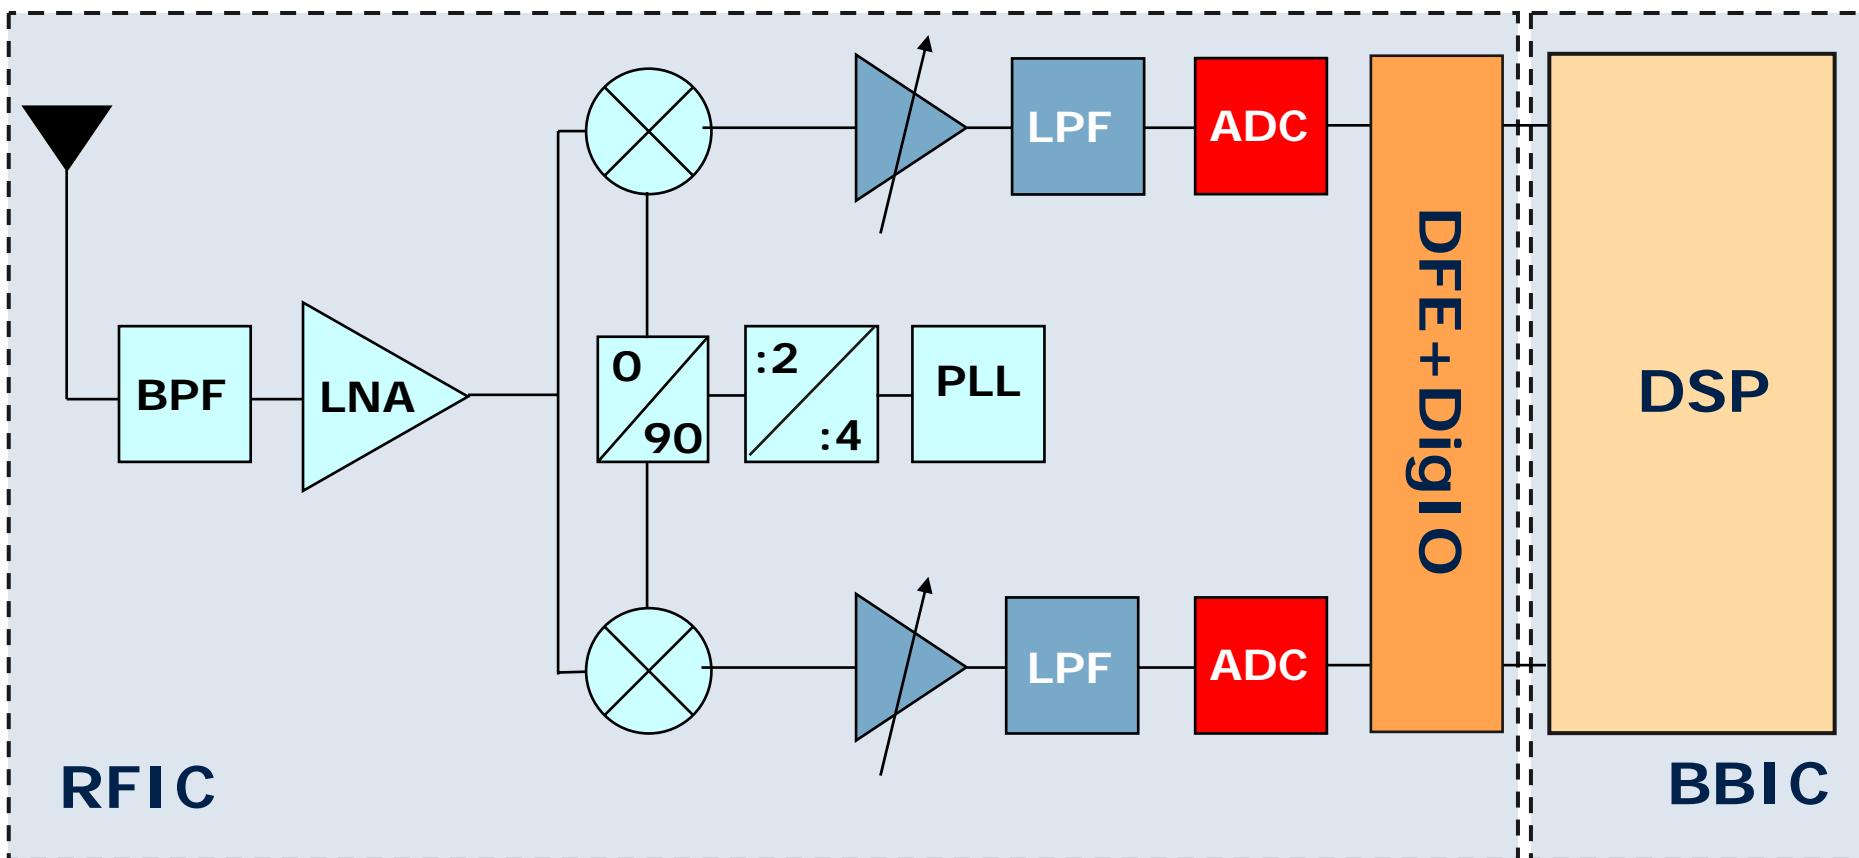 LPF
ADC
DFE+DigIO
BPF
LNA
0
90
:2
:4
PLL
DSP
LPF
ADC
RFIC
BBIC